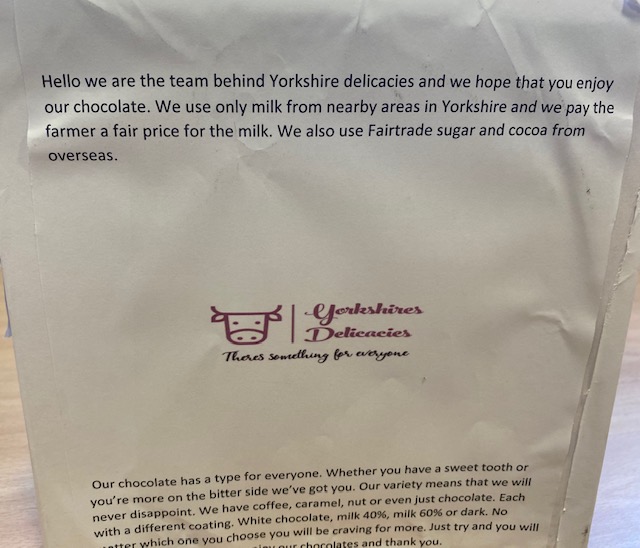 Hello we are the team behind Yorkshire delicacies and we hope that you enjoy
our chocolate. We use only milk from nearby areas in Yorkshire and we pay the
farmer a fair price for the milk. We also use Fairtrade sugar and cocoa from
overseas.
Yorkshires
Delicacies
Theres something for everyone
Our chocolate has a type for everyone. Whether you have a sweet tooth or
you're more on the bitter side we've got you. Our variety means that we will
never disappoint. We have coffee, caramel, nut or even just chocolate. Each
with a different coating. White chocolate, milk 40%, milk 60% or dark. No
which one you choose you will be craving for more. Just try and you will
our chocolates and thank you.